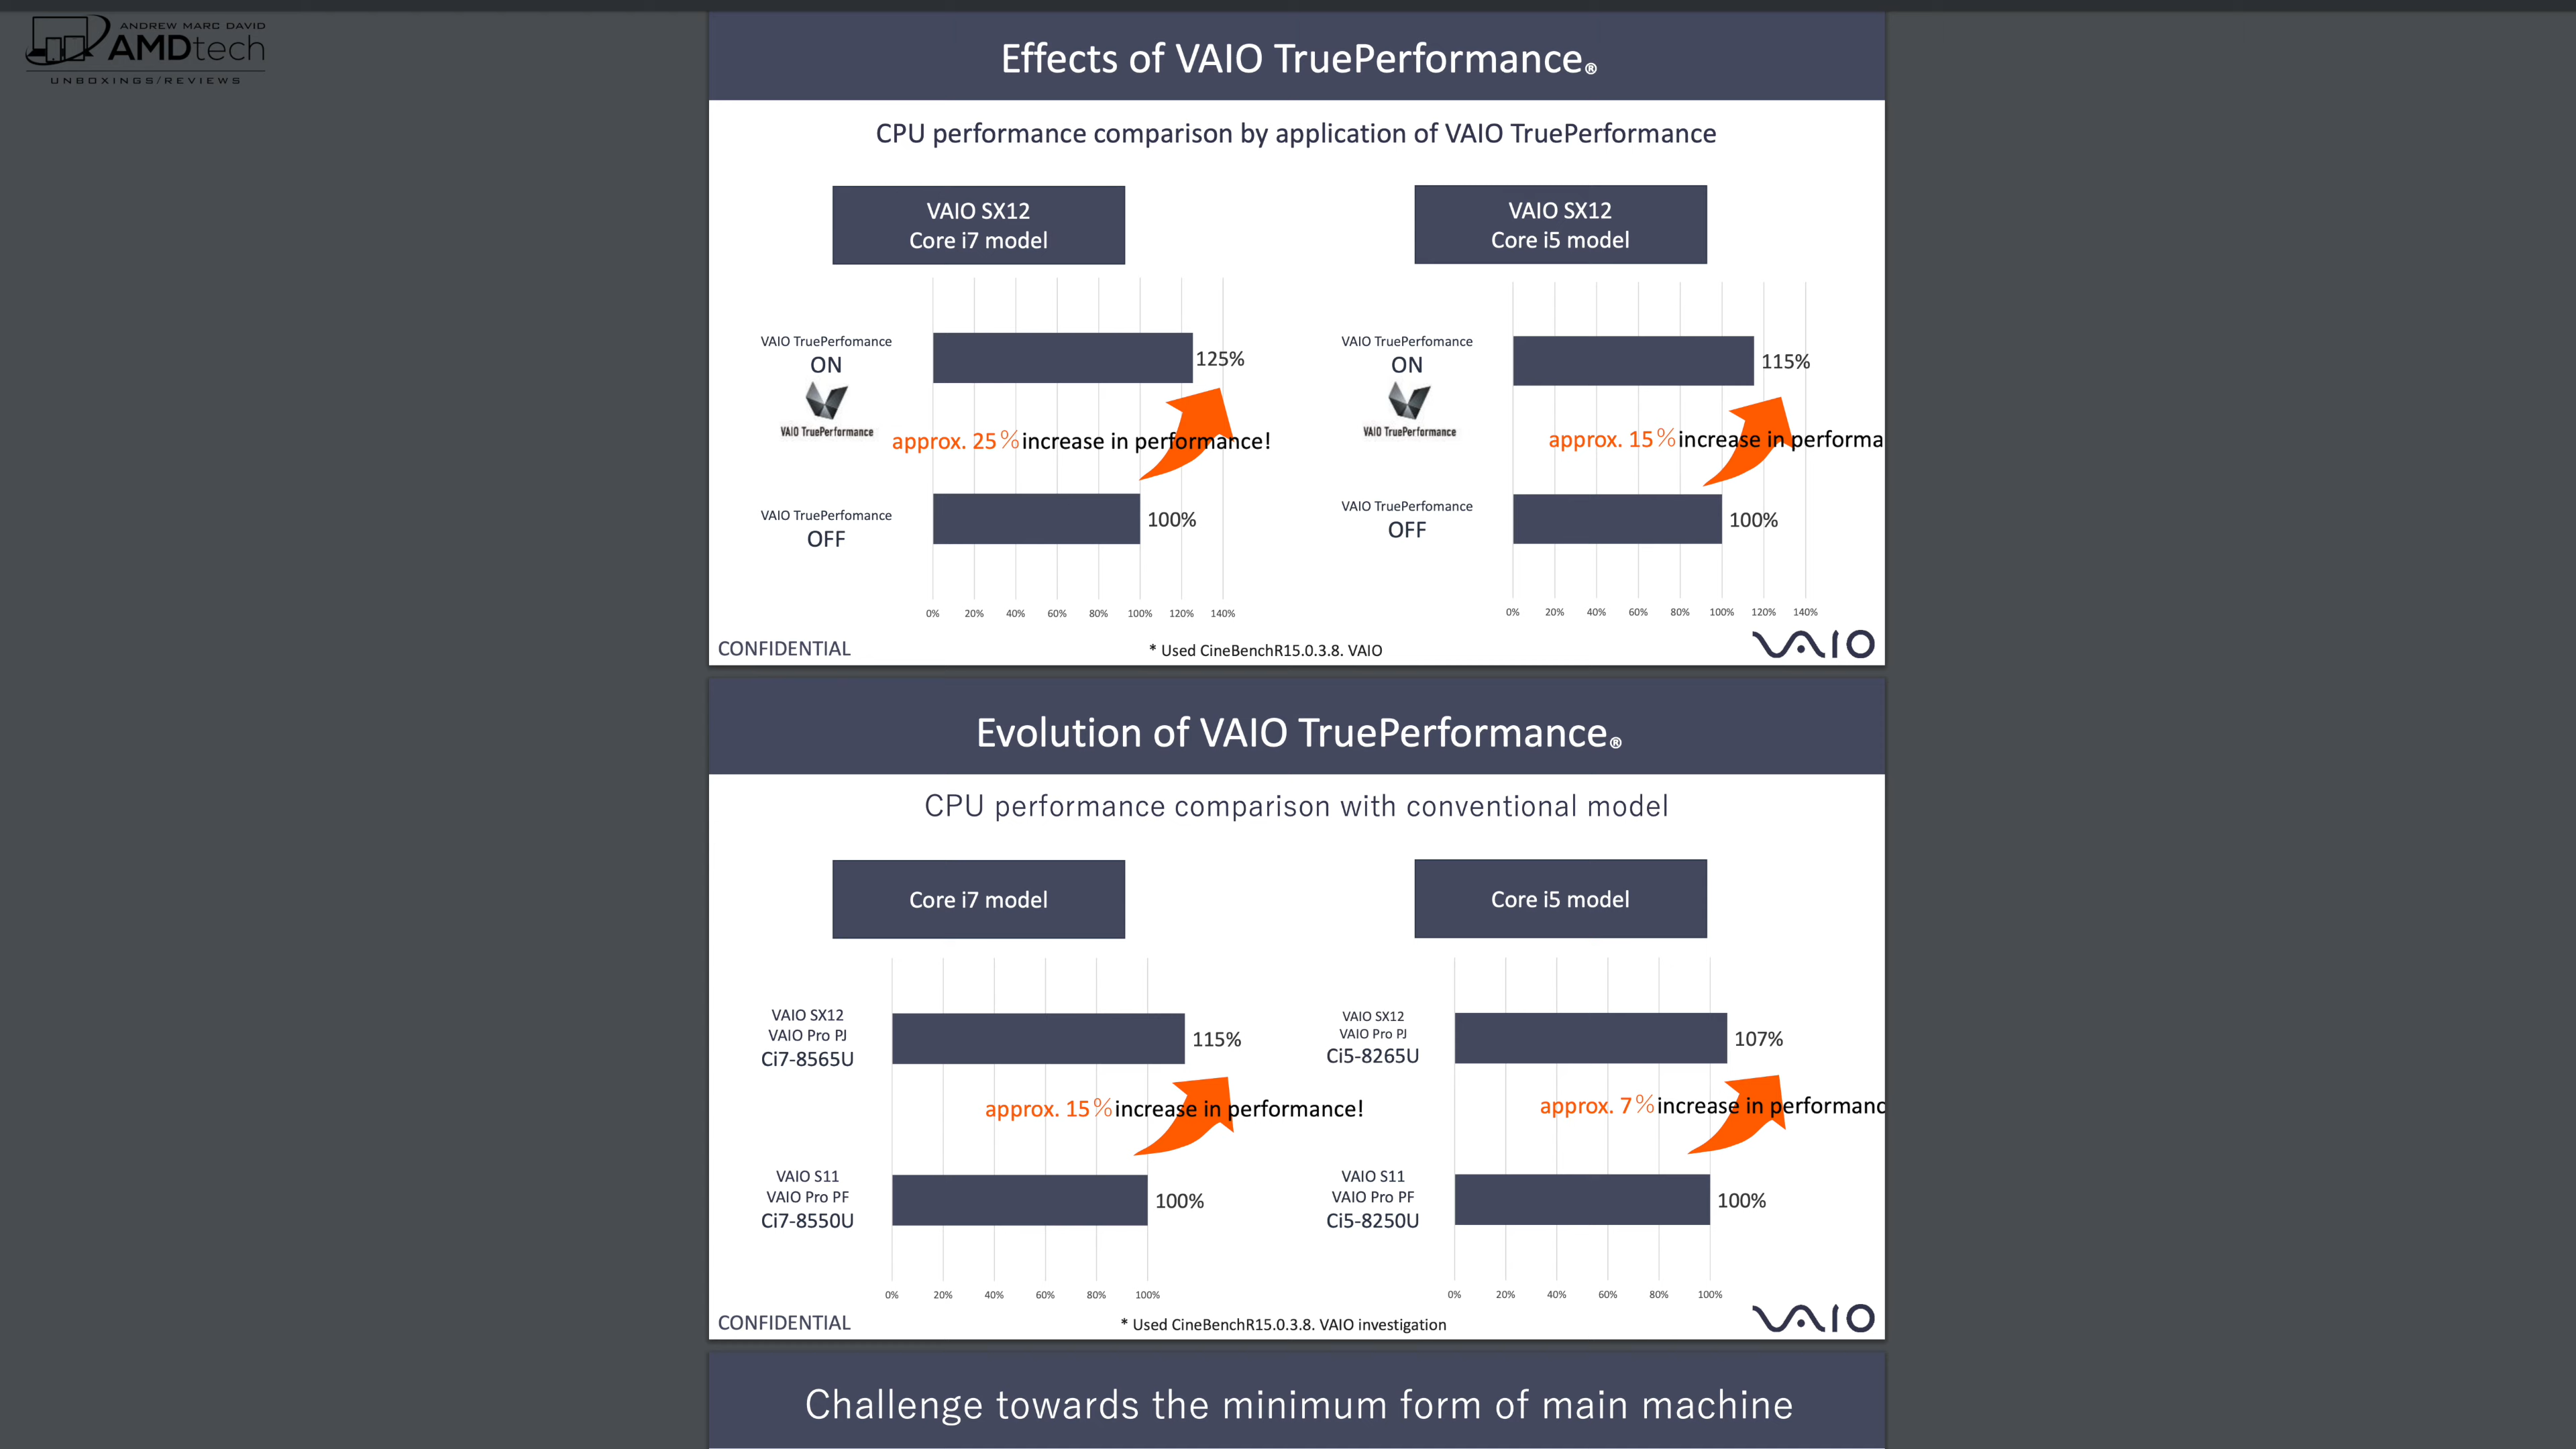 ANDREW MARC DAVID
AMDtech
UNBOXINGS/REVIEWS
Effects of VAIO TruePerformance®
CPU performance comparison by application of VAIO TruePerformance
VAIO SX12
Core i7 model
VAIO TruePerfomance
ON
VAIO TruePerformance
125%
approx. 25%increase in performance!
VAIO TruePerfomance
OFF
100%
0% 20% 40% 60% 80% 100% 120% 140%
VAIO SX12
Core i5 model
VAIO TruePerfomance
ON
VAIO TruePerformance
115%
approx. 15%increase in performa
VAIO TruePerfomance
OFF
100%
0% 20% 40% 60% 80% 100% 120% 140%
CONFIDENTIAL
* Used CineBenchR15.0.3.8. VAIO
VAIO
Evolution of VAIO TruePerformance®
CPU performance comparison with conventional model
Core i7 model
VAIO SX12
VAIO Pro PJ
Ci7-8565U
115%
approx. 15%increase in performance!
VAIO S11
VAIO Pro PF
Ci7-8550U
100%
0% 20% 40% 60% 80% 100%
Core i5 model
VAIO SX12
VAIO Pro PJ
Ci5-8265U
107%
approx. 7%increase in performanc
VAIO S11
VAIO Pro PF
Ci5-8250U
100%
0% 20% 40% 60% 80% 100%
CONFIDENTIAL
* Used CineBenchR15.0.3.8. VAIO investigation
VAIO
Challenge towards the minimum form of main machine